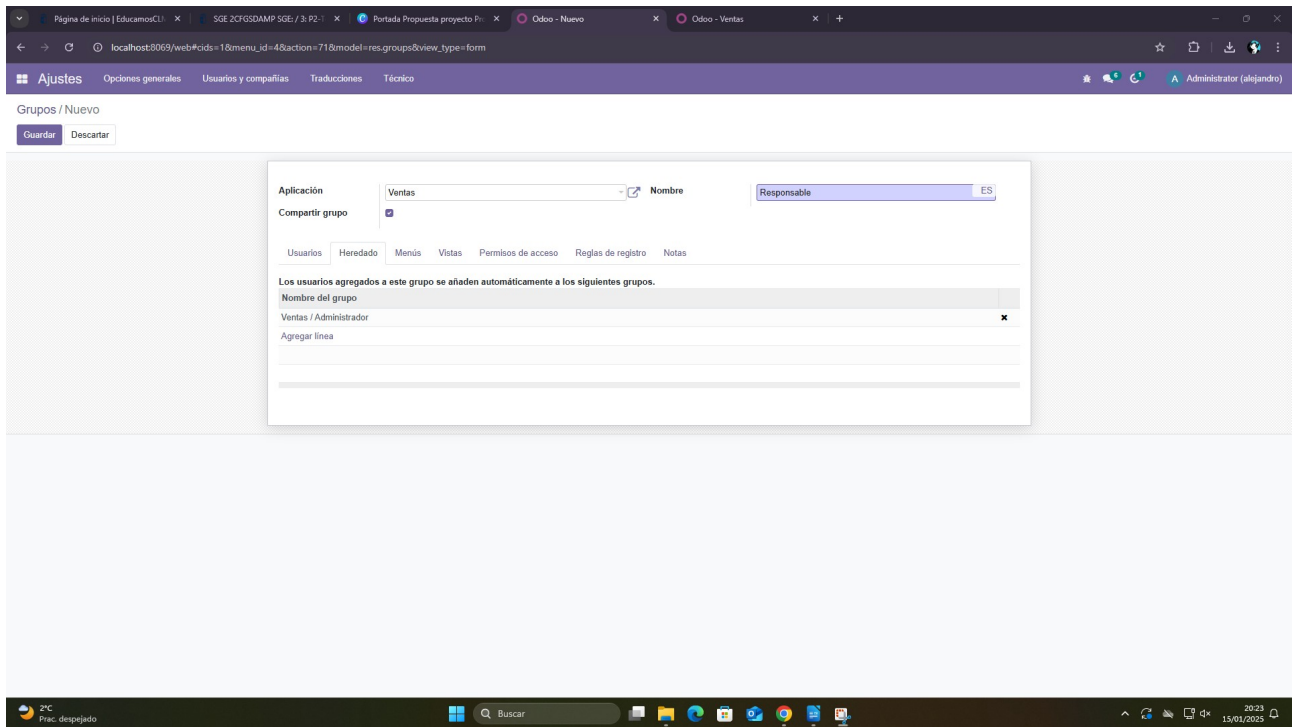 Página de inicio | EducamosCL
SGE 2CFGSDAMP SGE: / 3: P2-
Portada Propuesta proyecto Pr
Odoo - Nuevo
Odoo - Ventas
localhost:8069/web#cids=1&menu_id=4&action=71&model=res.groups&view_type=form
Ajustes Opciones generales Usuarios y compañías Traducciones Técnico 6 1 A Administrator (alejandro)
Grupos / Nuevo
Guardar Descartar
Aplicación Ventas Nombre Responsable ES
Compartir grupo
Usuarios Heredado Menús Vistas Permisos de acceso Reglas de registro Notas
Los usuarios agregados a este grupo se añaden automáticamente a los siguientes grupos.
Nombre del grupo
Ventas / Administrador
Agregar línea
2°C
Prac. despejado
Buscar
20:23
15/01/2025